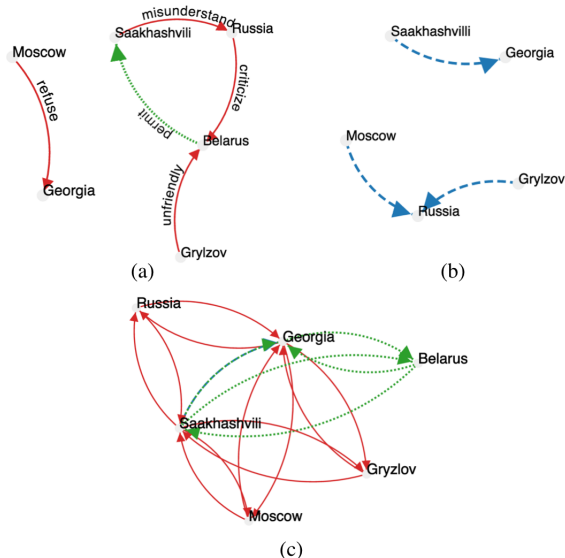 misunderstand
Saakhashvili
Russia
Moscow
refuse
criticize
permit
Belarus
Georgia
unfriendly
Grylzov
(a)
Saakhashvilli
Georgia
Moscow
Grylzov
Russia
(b)
Russia
Georgia
Belarus
Saakhashvili
Gryzlov
Moscow
(c)